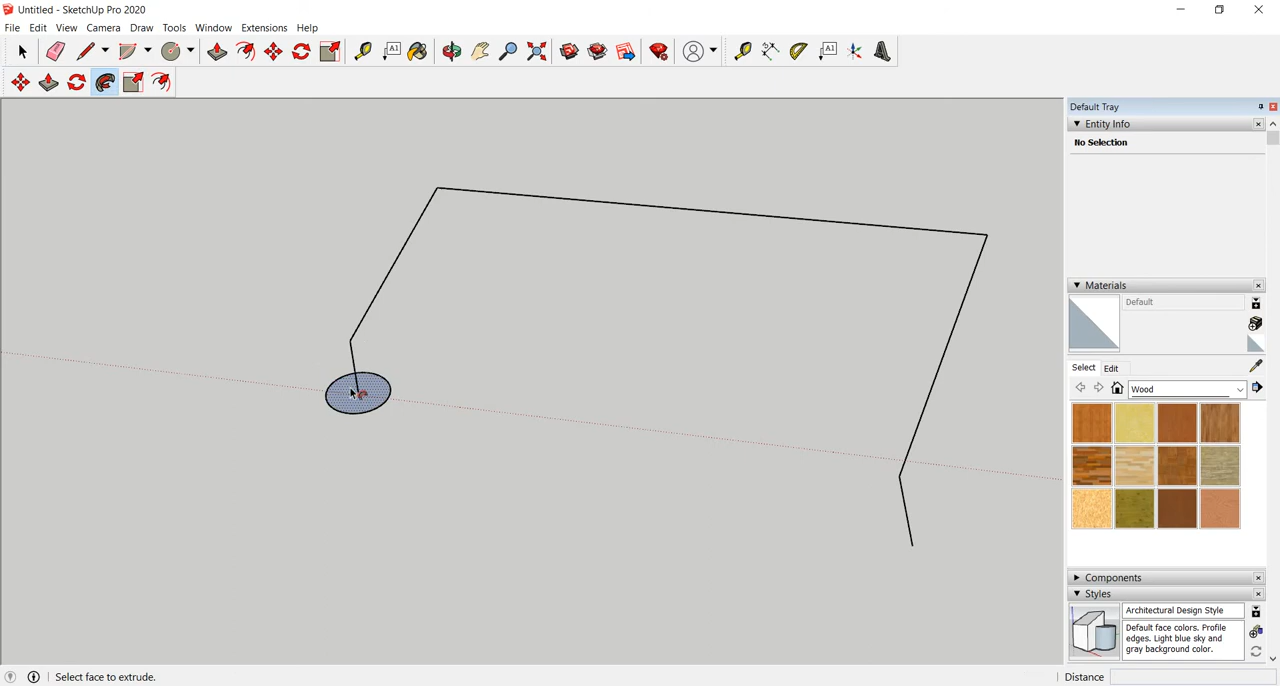 Untitled - SketchUp Pro 2020
File Edit View Camera Draw Tools Window Extensions Help
A1 A1
Default Tray
Entity Info
No Selection
Materials
Default
Select Edit
Wood
Components
Styles
Architectural Design Style
Default face colors. Profile
edges. Light blue sky and
gray background color.
Select face to extrude.
Distance